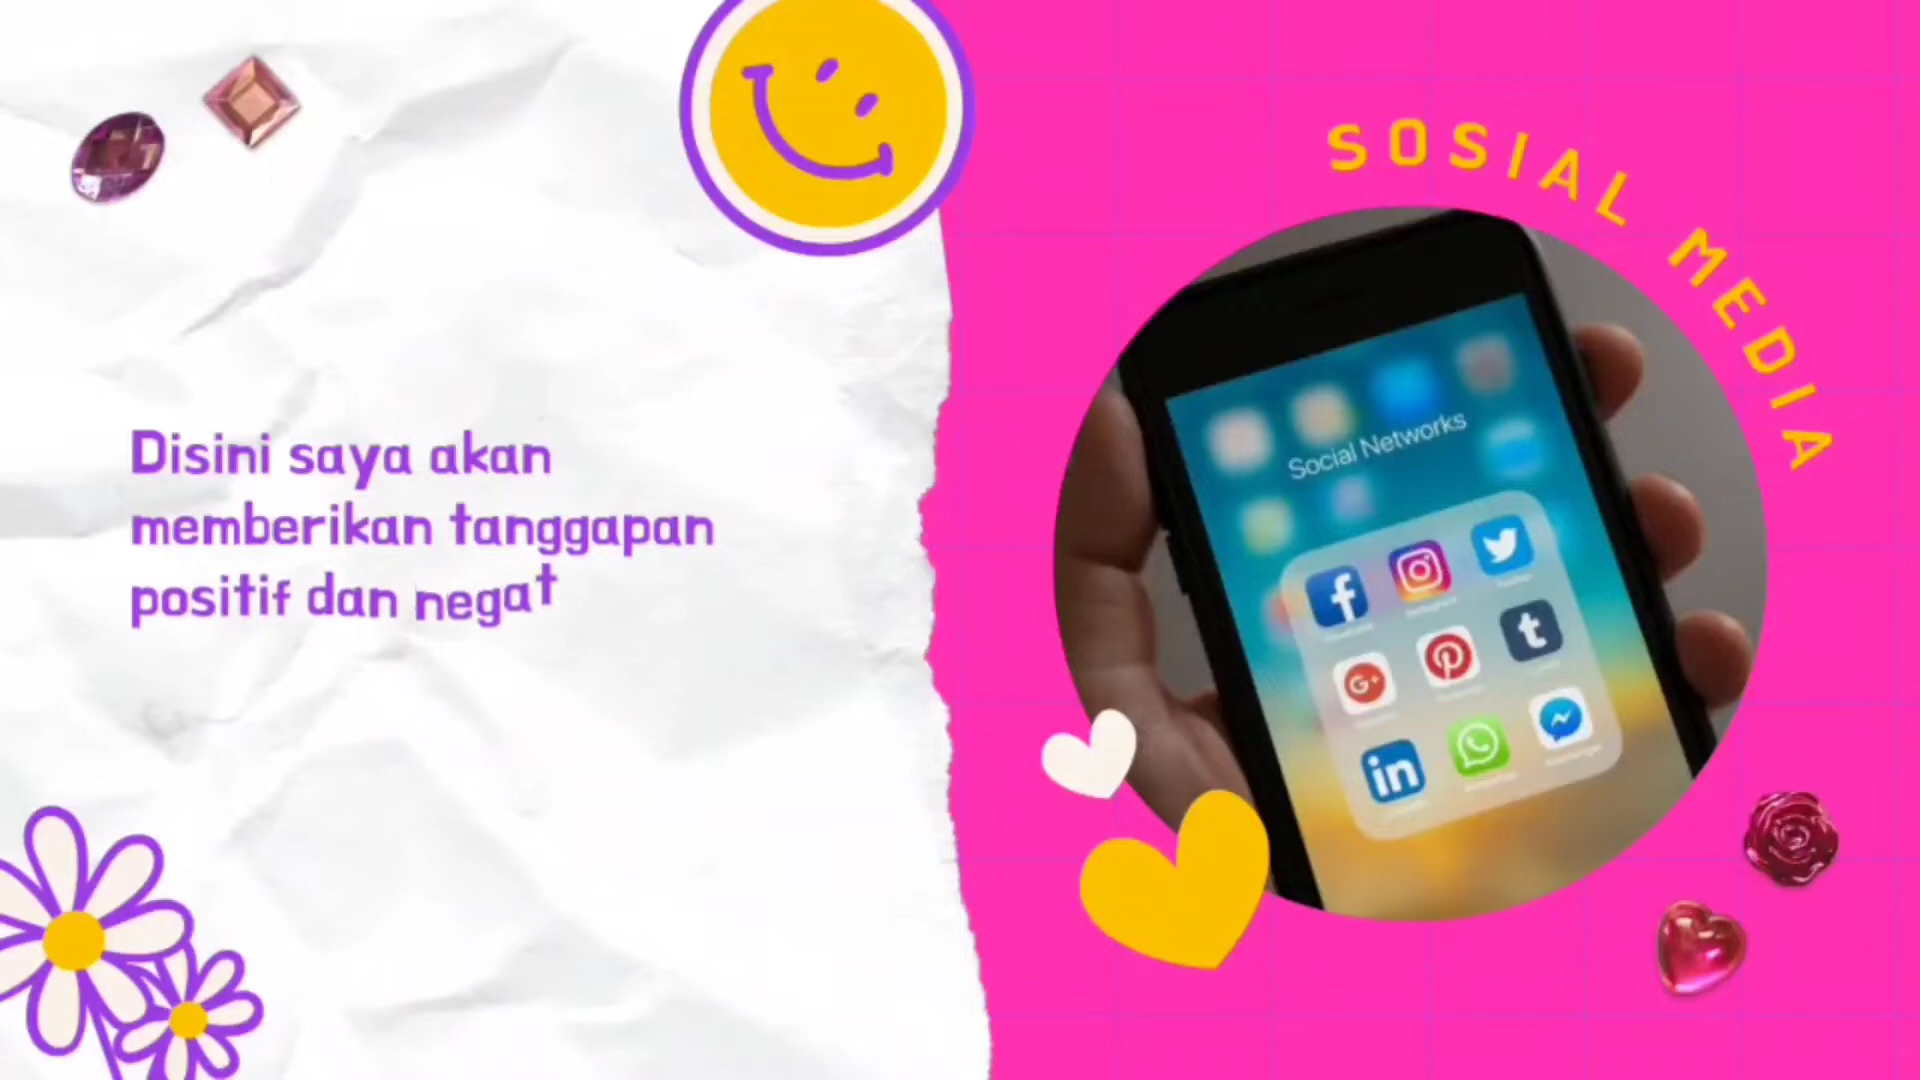 Disini saya akan
memberikan tanggapan
positif dan negat
SOSIAL MEDIA
Social Networks